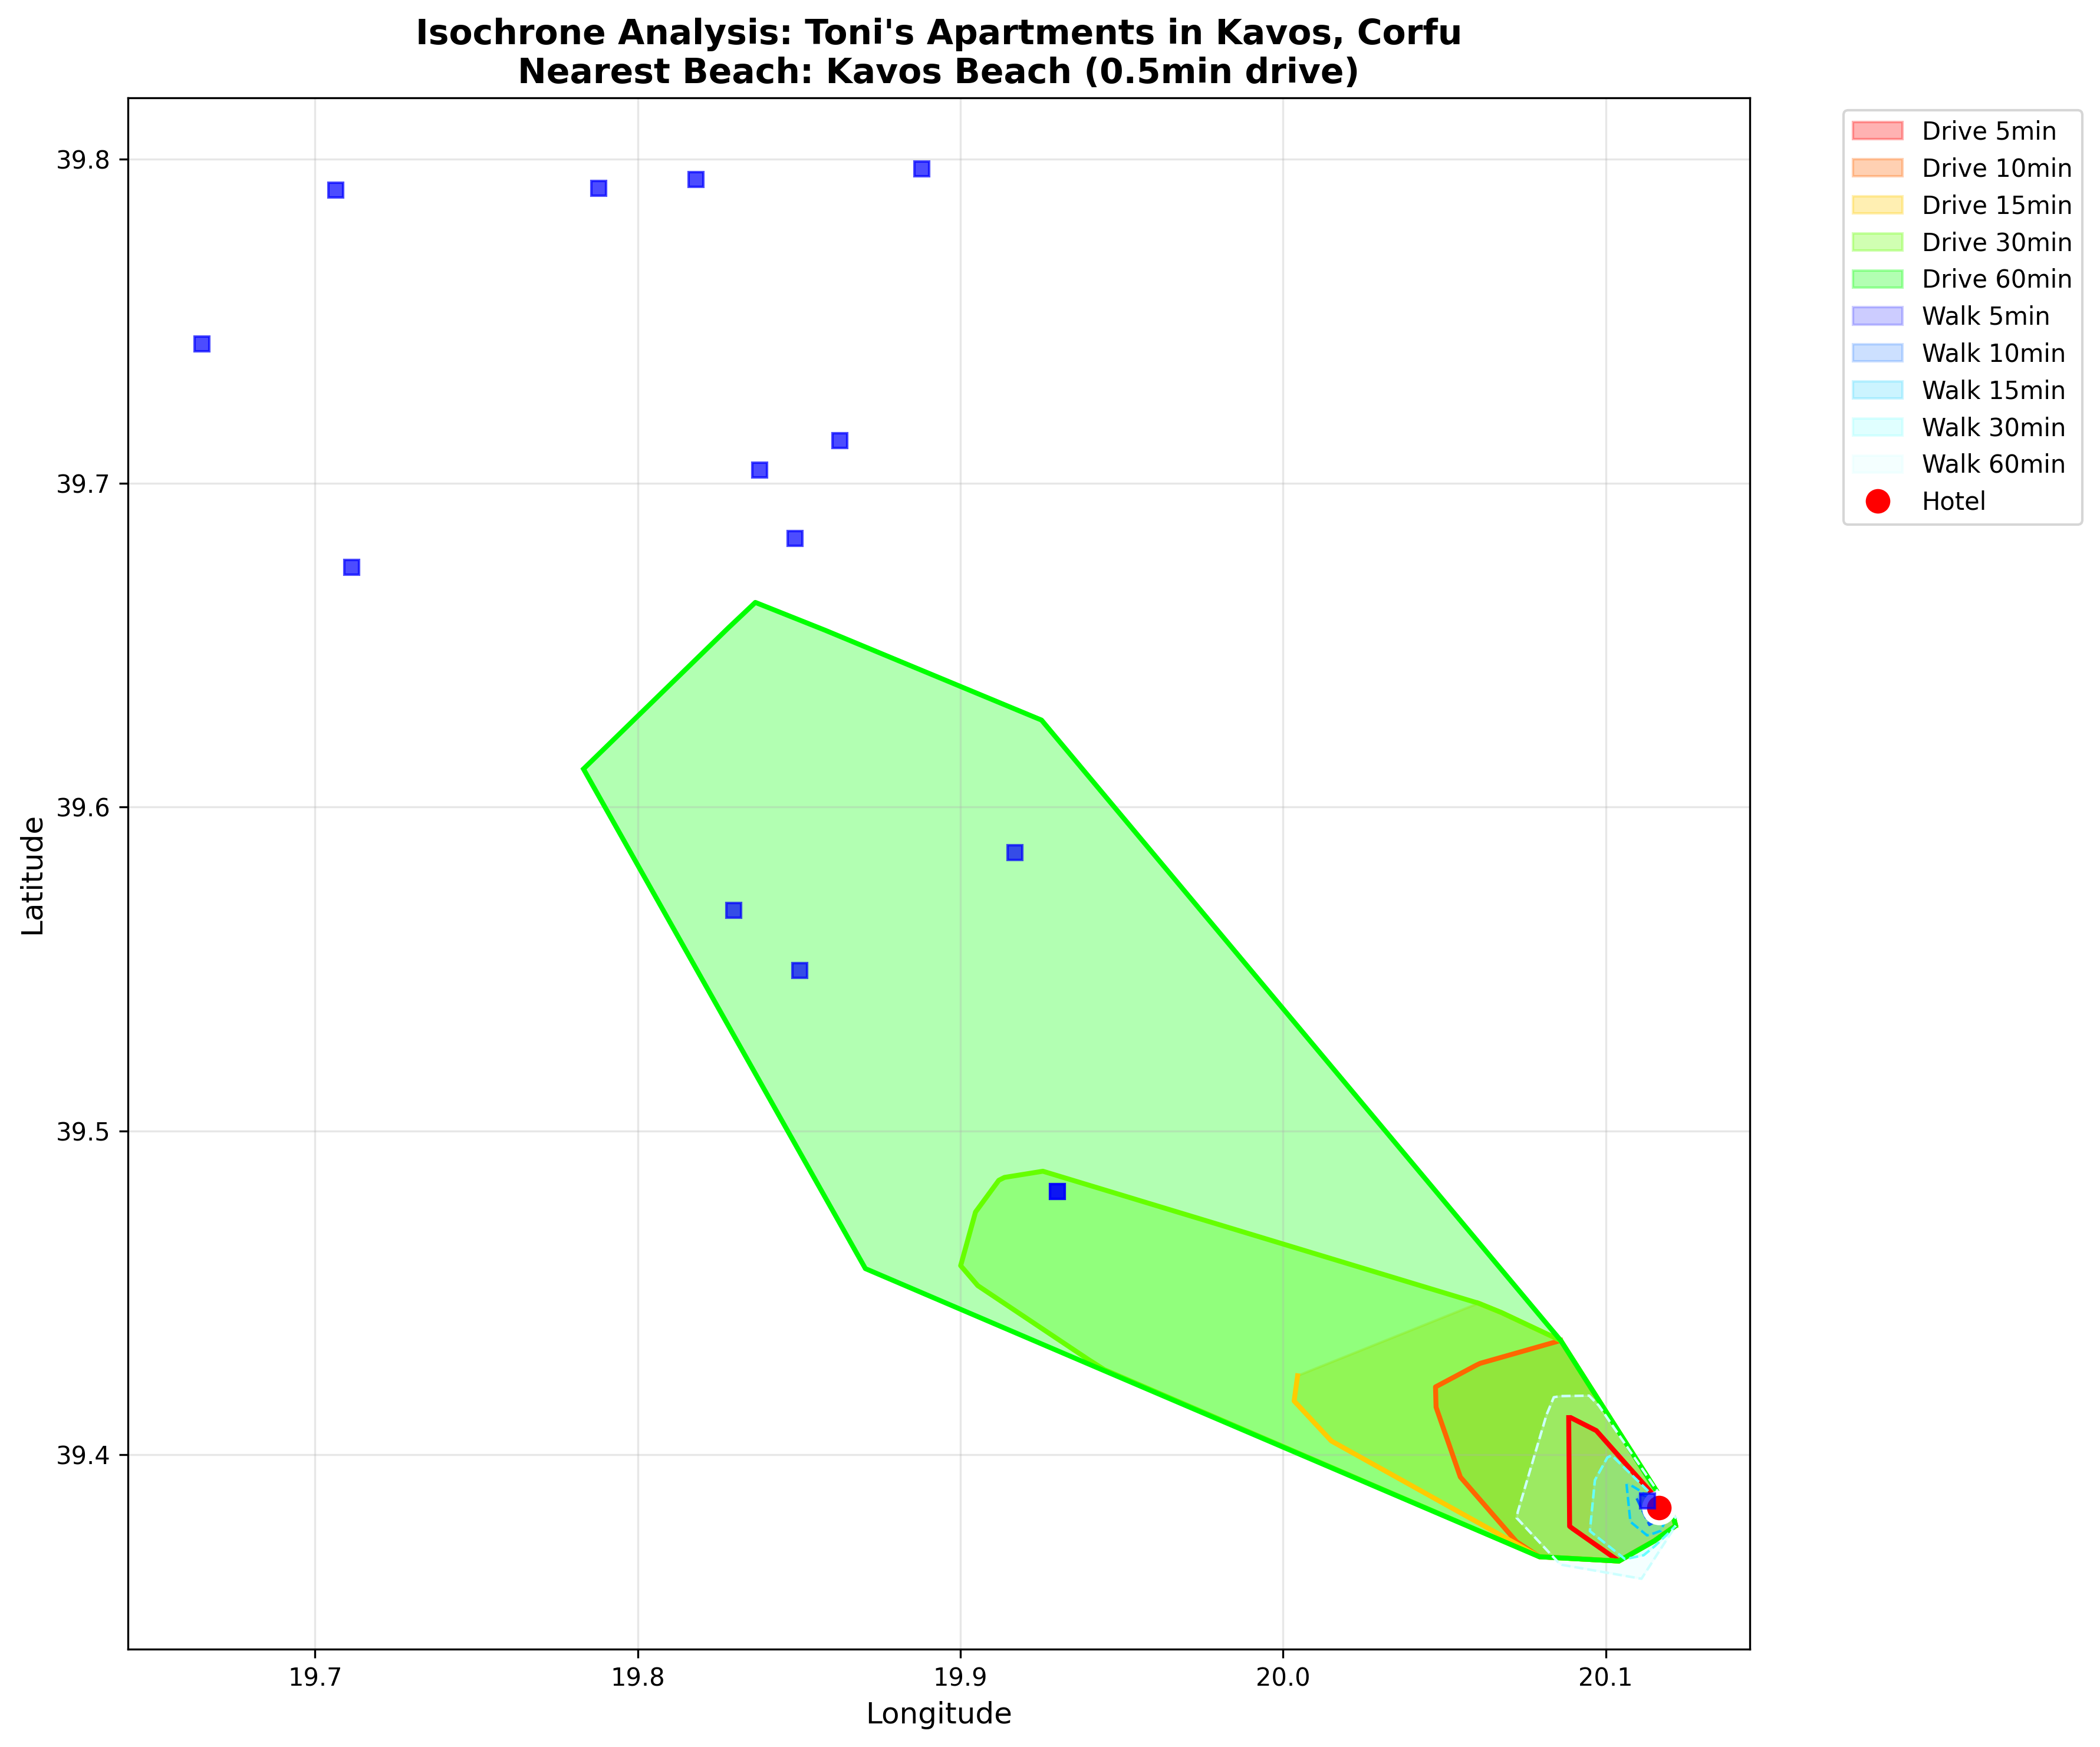 Isochrone Analysis: Toni's Apartments in Kavos, Corfu
Nearest Beach: Kavos Beach (0.5min drive)
Drive 5min
Drive 10min
Drive 15min
Drive 30min
Drive 60min
Walk 5min
Walk 10min
Walk 15min
Walk 30min
Walk 60min
Hotel
39.8
39.7
39.6
39.5
39.4
Latitude
19.7
19.8
19.9
20.0
20.1
Longitude